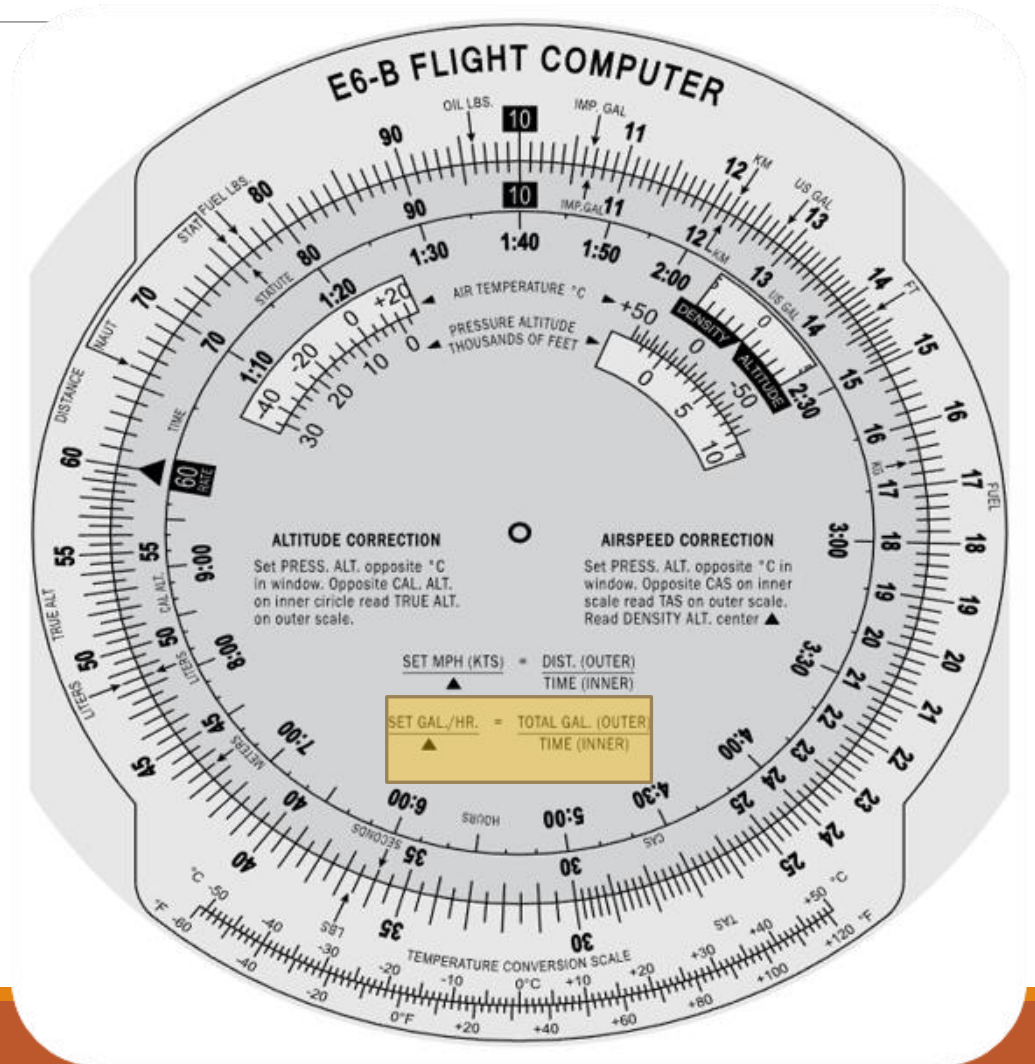 E6-B FLIGHT COMPUTER
OIL LBS.
10
IMP. GAL
11
12
KM
US GAL
13
14
FT
15
16
17
FUEL
18
19
20
21
22
23
24
25
TAS
30
35
LBS
40
45
LITERS
50
TRUE ALT
55
60
DISTANCE
NAUT
70
STAT
FUEL LBS.
80
90
10
IMP.GAL
11
12
KM
13
US GAL
14
15
16
KG
17
18
19
20
21
22
23
24
25
CAS
30
35
SECONDS
40
METERS
45
LITERS
50
CAL ALT.
55
60
RATE
TIME
70
STATUTE
80
90
1:40
1:50
2:00
2:30
3:00
3:30
4:00
4:30
5:00
HOURS
6:00
7:00
8:00
9:00
1:10
1:20
1:30
-40 -20 0 +20
30 20 10 0
AIR TEMPERATURE °C
PRESSURE ALTITUDE
THOUSANDS OF FEET
+50 0 -50
0 5 10
DENSITY ALTITUDE
5 0 5
ALTITUDE CORRECTION
Set PRESS. ALT. opposite °C
in window. Opposite CAL. ALT.
on inner ciricle read TRUE ALT.
on outer scale.
AIRSPEED CORRECTION
Set PRESS. ALT. opposite °C in
window. Opposite CAS on inner
scale read TAS on outer scale.
Read DENSITY ALT. center ▲
SET MPH (KTS) = DIST. (OUTER)
▲ TIME (INNER)
SET GAL./HR. = TOTAL GAL. (OUTER)
▲ TIME (INNER)
TEMPERATURE CONVERSION SCALE
°C -50 -40 -30 -20 -10 0°C +10 +20 +30 +40 +50 °C
°F -60 -40 -20 0°F +20 +40 +60 +80 +100 +120 °F